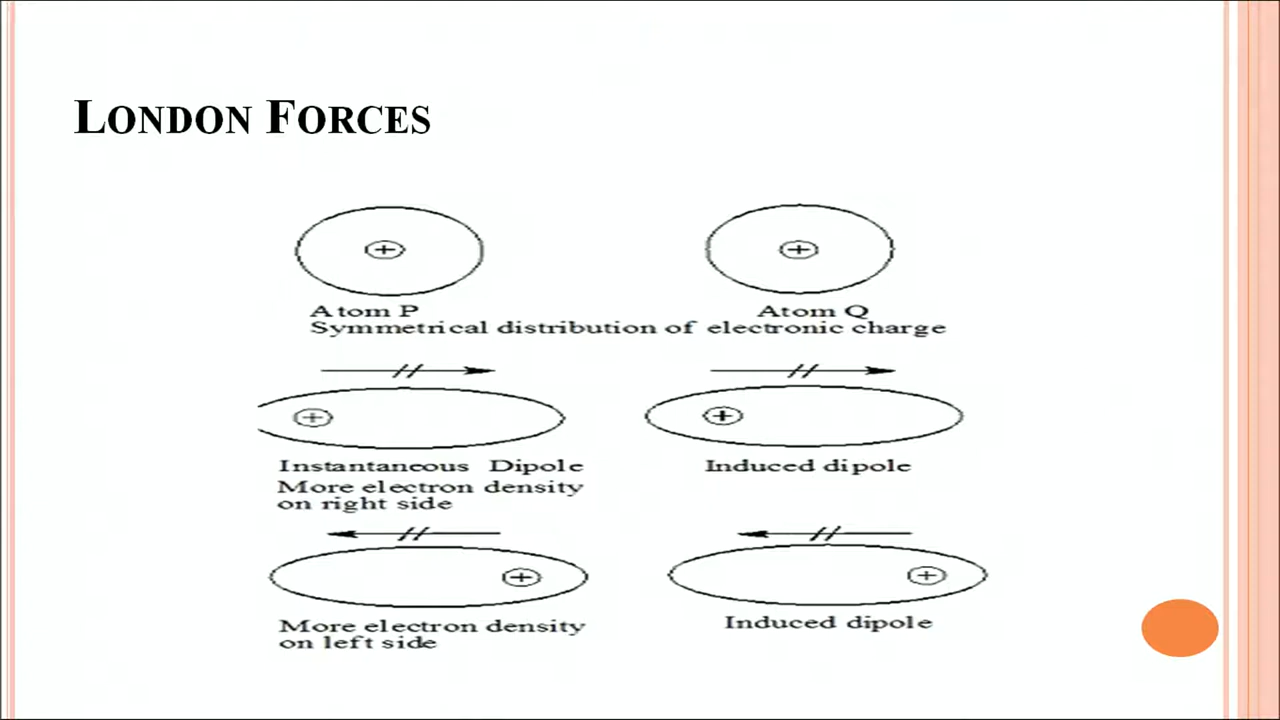 LONDON FORCES
+ +
Atom P Atom Q
Symmetrical distribution of electronic charge
+ +
Instantaneous Dipole Induced dipole
More electron density
on right side
+ +
More electron density Induced dipole
on left side